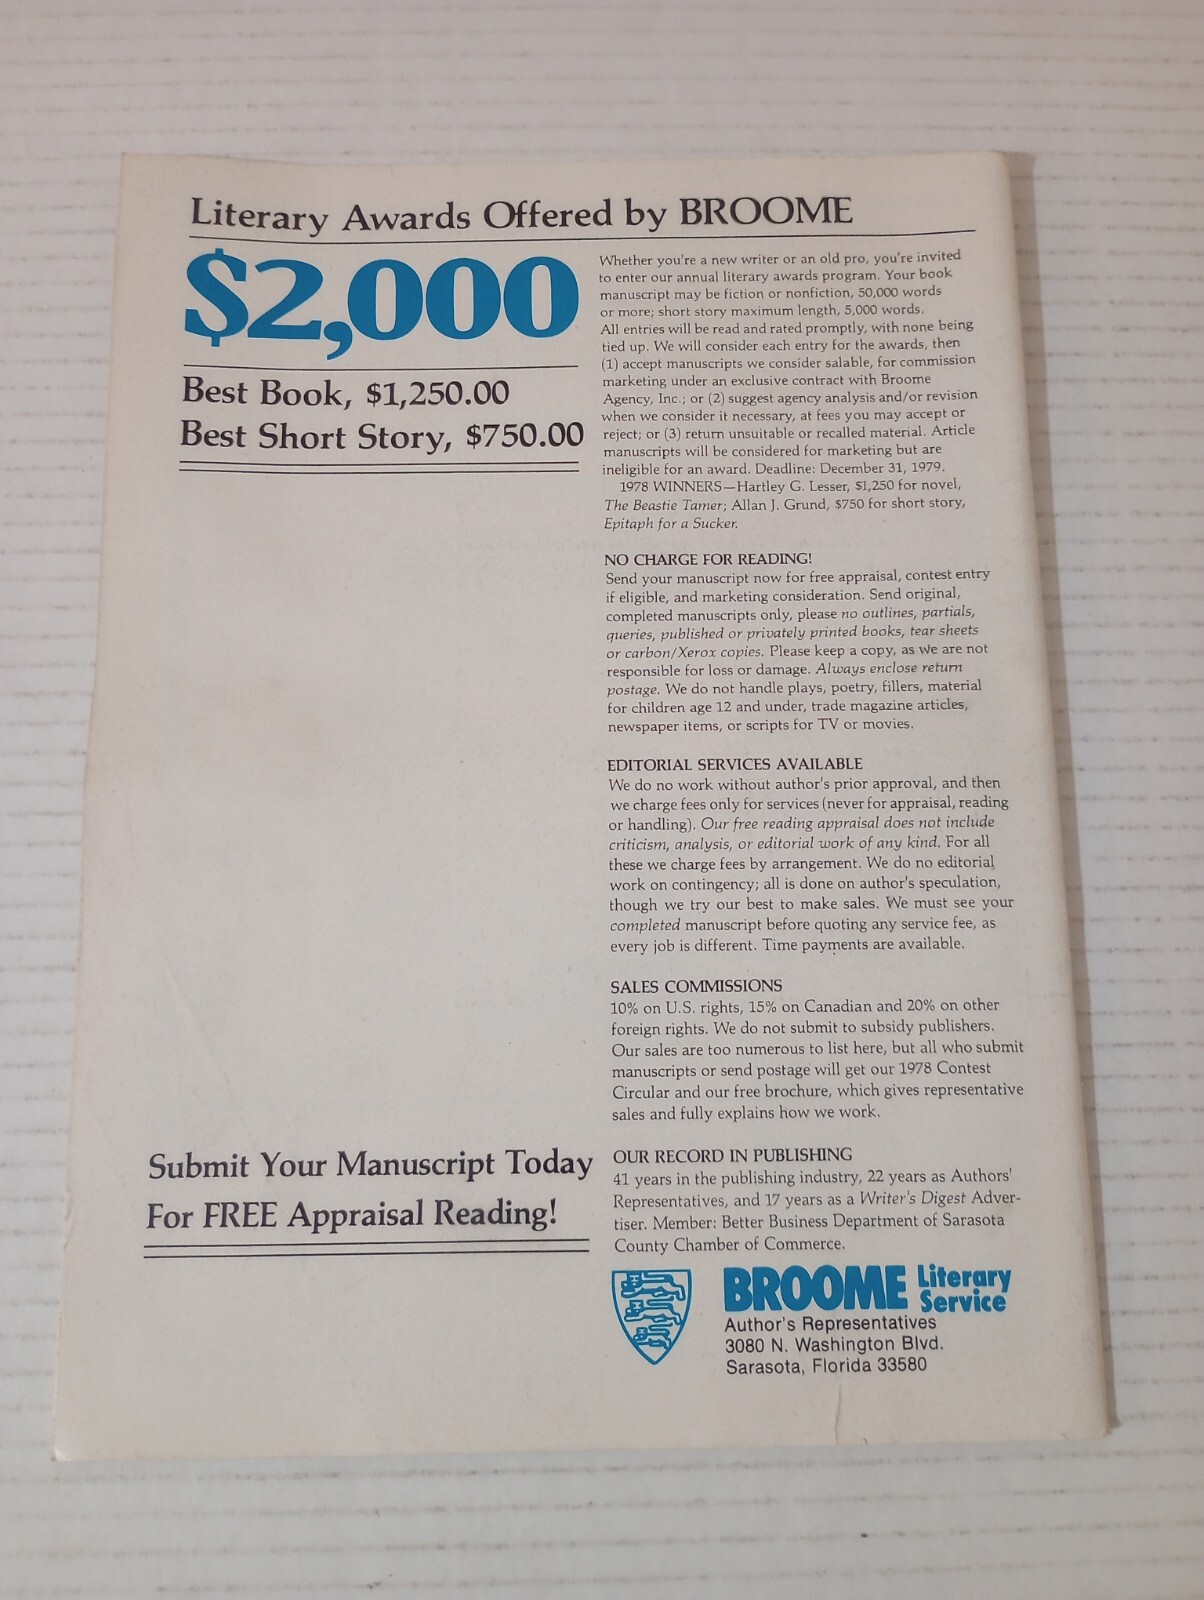 Literary Awards Offered by BROOME
$2,000
Best Book, $1,250.00
Best Short Story, $750.00
Whether you're a new writer or an old pro, you're invited
to enter our annual literary awards program. Your book
manuscript may be fiction or nonfiction, 50,000 words
or more; short story maximum length, 5,000 words.
All entries will be read and rated promptly, with none being
tied up. We will consider each entry for the awards, then
(1) accept manuscripts we consider salable, for commission
marketing under an exclusive contract with Broome
Agency, Inc.; or (2) suggest agency analysis and/or revision
when we consider it necessary, at fees you may accept or
reject; or (3) return unsuitable or recalled material. Article
manuscripts will be considered for marketing but are
ineligible for an award. Deadline: December 31, 1979.
1978 WINNERS—Hartley G. Lesser, $1,250 for novel,
The Beastie Tamer; Allan J. Grund, $750 for short story,
Epitaph for a Sucker.
NO CHARGE FOR READING!
Send your manuscript now for free appraisal, contest entry
if eligible, and marketing consideration. Send original,
completed manuscripts only, please no outlines, partials,
queries, published or privately printed books, tear sheets
or carbon/Xerox copies. Please keep a copy, as we are not
responsible for loss or damage. Always enclose return
postage. We do not handle plays, poetry, fillers, material
for children age 12 and under, trade magazine articles,
newspaper items, or scripts for TV or movies.
EDITORIAL SERVICES AVAILABLE
We do no work without author's prior approval, and then
we charge fees only for services (never for appraisal, reading
or handling). Our free reading appraisal does not include
criticism, analysis, or editorial work of any kind. For all
these we charge fees by arrangement. We do no editorial
work on contingency; all is done on author's speculation,
though we try our best to make sales. We must see your
completed manuscript before quoting any service fee, as
every job is different. Time payments are available.
SALES COMMISSIONS
10% on U.S. rights, 15% on Canadian and 20% on other
foreign rights. We do not submit to subsidy publishers.
Our sales are too numerous to list here, but all who submit
manuscripts or send postage will get our 1978 Contest
Circular and our free brochure, which gives representative
sales and fully explains how we work.
Submit Your Manuscript Today
For FREE Appraisal Reading!
OUR RECORD IN PUBLISHING
41 years in the publishing industry, 22 years as Authors'
Representatives, and 17 years as a Writer's Digest Adver-
tiser. Member: Better Business Department of Sarasota
County Chamber of Commerce.
BROOME Literary
Service
Author's Representatives
3080 N. Washington Blvd.
Sarasota, Florida 33580